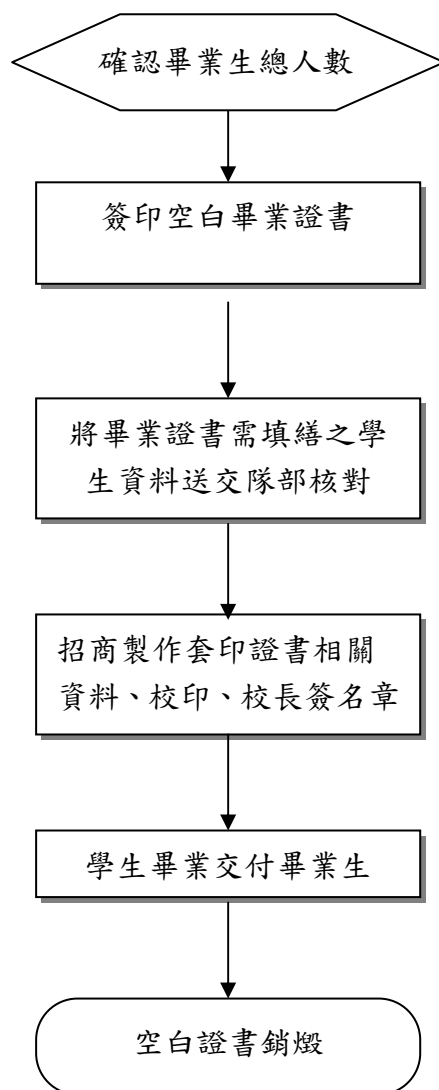 確認畢業生總人數
簽印空白畢業證書
將畢業證書需填繕之學
生資料送交隊部核對
招商製作套印證書相關
資料、校印、校長簽名章
學生畢業交付畢業生
空白證書銷燬